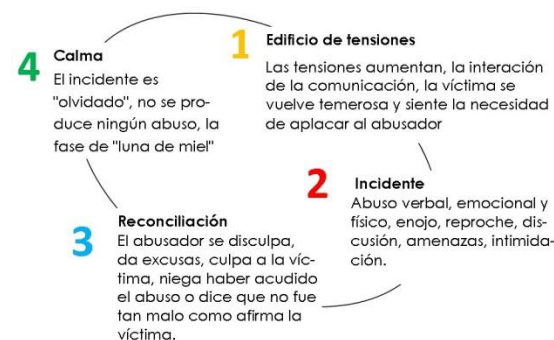 1
Edificio de tensiones
Las tensiones aumentan, la interación
de la comunicación, la víctima se
vuelve temerosa y siente la necesidad
de aplacar al abusador
2
Incidente
Abuso verbal, emocional y
físico, enojo, reproche, dis-
cusión, amenazas, intimida-
ción.
3
Reconciliación
El abusador se disculpa,
da excusas, culpa a la víc-
tima, niega haber acudido
el abuso o dice que no fue
tan malo como afirma la
víctima.
4
Calma
El incidente es
"olvidado", no se pro-
duce ningún abuso, la
fase de "luna de miel"